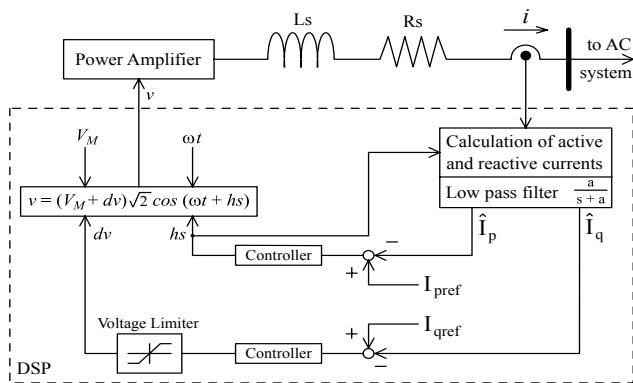 Ls
Rs
i
to AC
system
Power Amplifier
v
V_M
ωt
Calculation of active
and reactive currents
Low pass filter a/(s + a)
v = (V_M + dv)√2 cos (ωt + hs)
dv
hs
Î_p
Î_q
Controller
−
+
I_pref
Voltage Limiter
I_qref
+
Controller
−
DSP